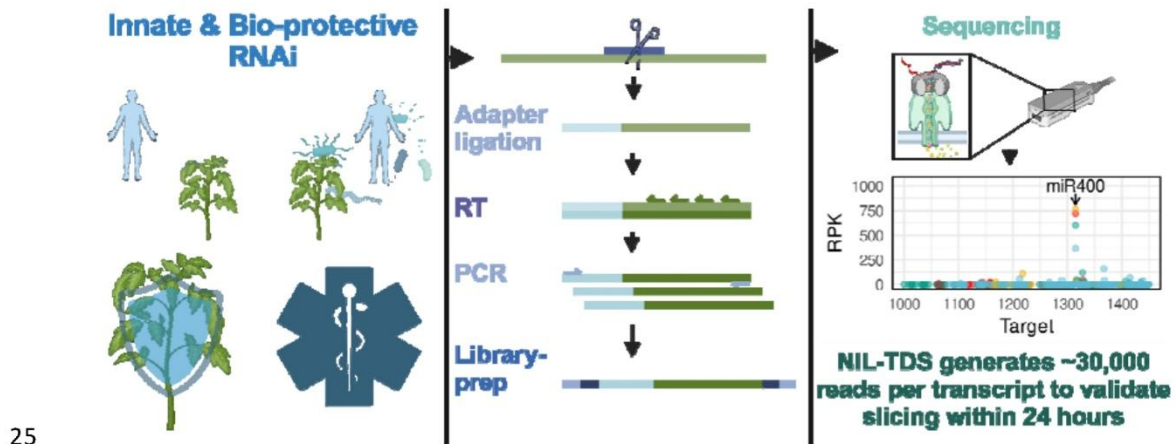 Innate & Bio-protective
RNAi
Adapter
ligation
RT
PCR
Library-
prep
Sequencing
miR400
RPK
1000
750
500
250
0
1000 1100 1200 1300 1400
Target
NIL-TDS generates ~30,000
reads per transcript to validate
slicing within 24 hours
25